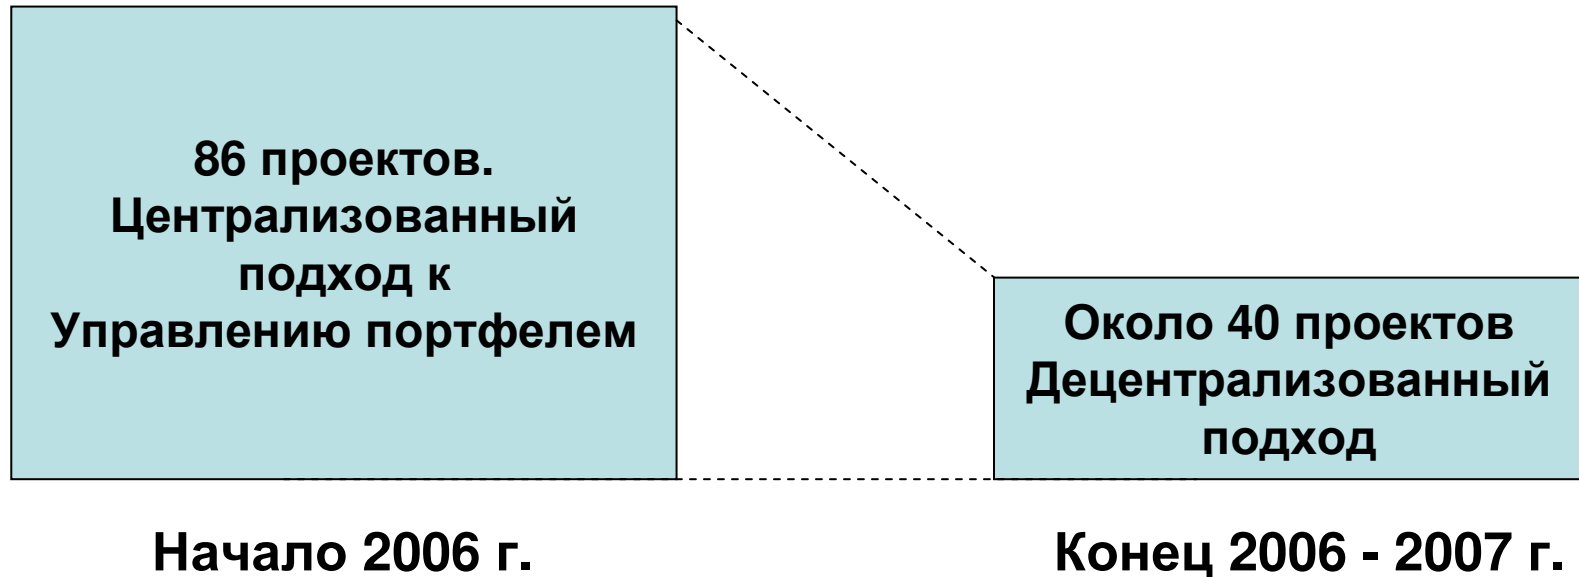 86 проектов.
Централизованный
подход к
Управлению портфелем
Около 40 проектов
Децентрализованный
подход
Начало 2006 г.
Конец 2006 - 2007 г.